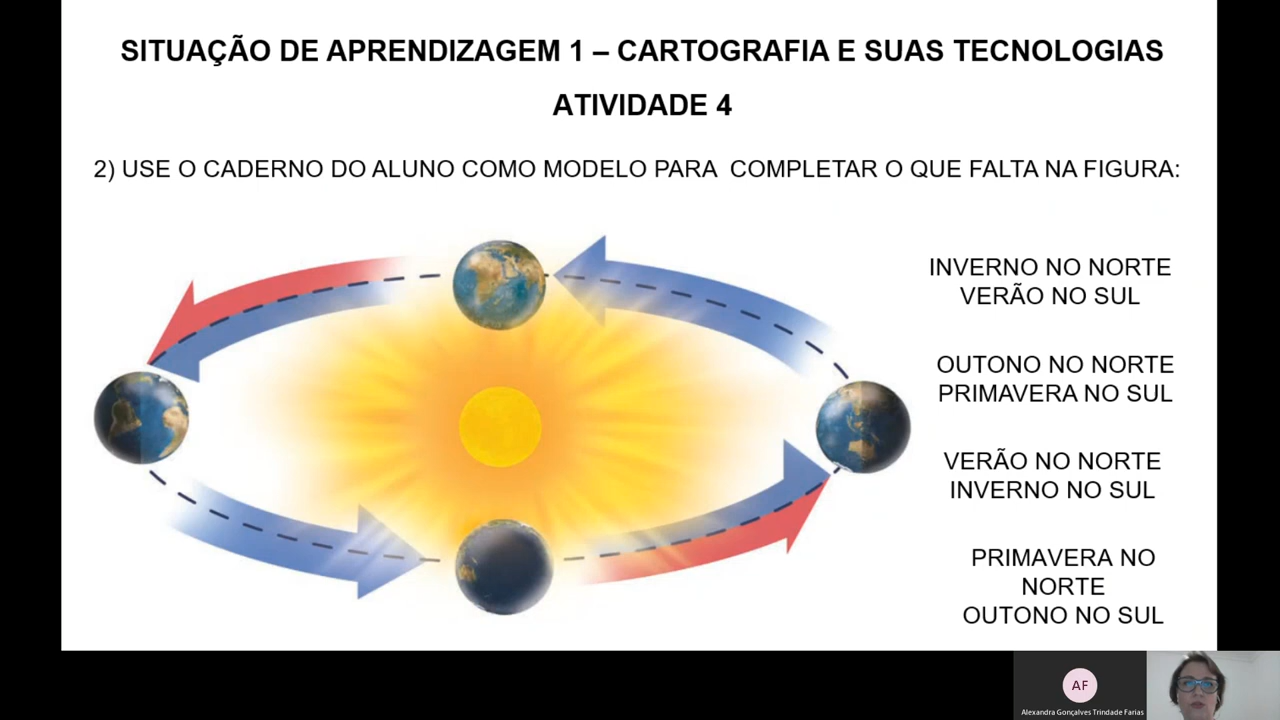 SITUAÇÃO DE APRENDIZAGEM 1 – CARTOGRAFIA E SUAS TECNOLOGIAS
ATIVIDADE 4
2) USE O CADERNO DO ALUNO COMO MODELO PARA COMPLETAR O QUE FALTA NA FIGURA:
INVERNO NO NORTE
VERÃO NO SUL
OUTONO NO NORTE
PRIMAVERA NO SUL
VERÃO NO NORTE
INVERNO NO SUL
PRIMAVERA NO
NORTE
OUTONO NO SUL
AF
Alexandra Gonçalves Trindade Farias